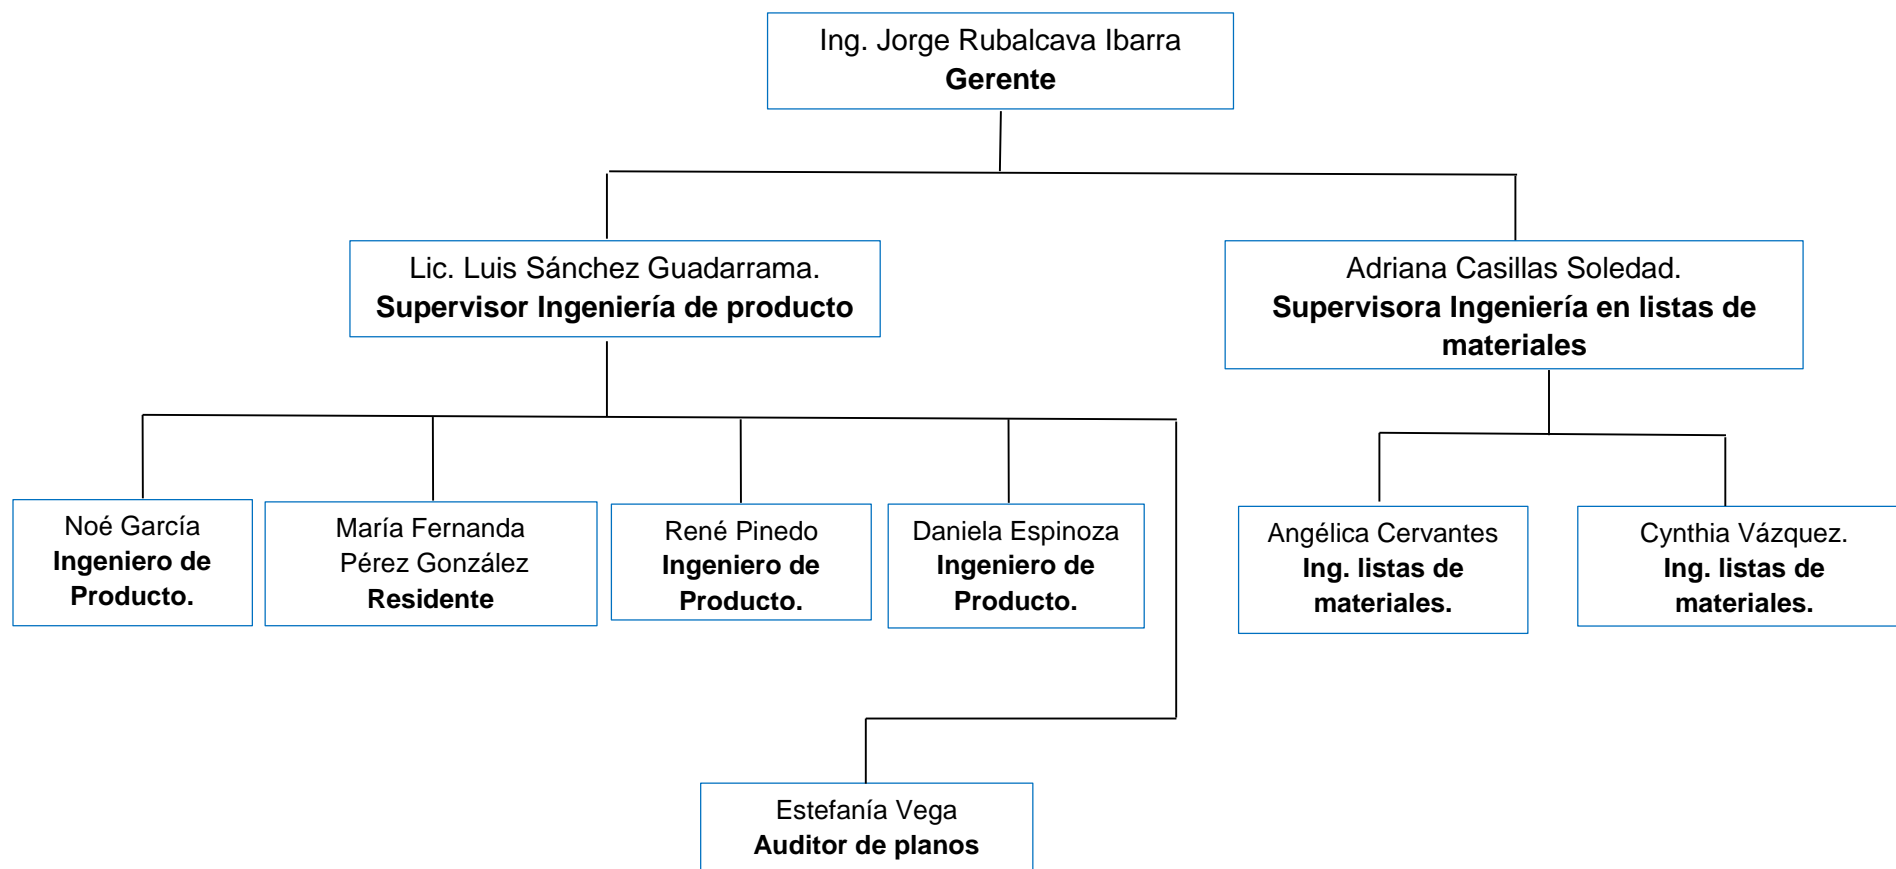 Ing. Jorge Rubalcava Ibarra
Gerente
Lic. Luis Sánchez Guadarrama.
Supervisor Ingeniería de producto
Adriana Casillas Soledad.
Supervisora Ingeniería en listas de
materiales
Noé García
Ingeniero de
Producto.
María Fernanda
Pérez González
Residente
René Pinedo
Ingeniero de
Producto.
Daniela Espinoza
Ingeniero de
Producto.
Angélica Cervantes
Ing. listas de
materiales.
Cynthia Vázquez.
Ing. listas de
materiales.
Estefanía Vega
Auditor de planos